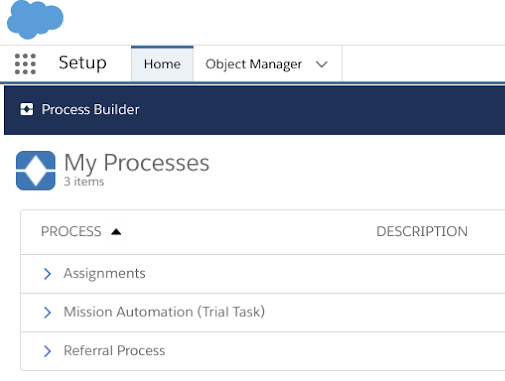 Setup Home Object Manager
Process Builder
My Processes
3 items
PROCESS DESCRIPTION
Assignments
Mission Automation (Trial Task)
Referral Process